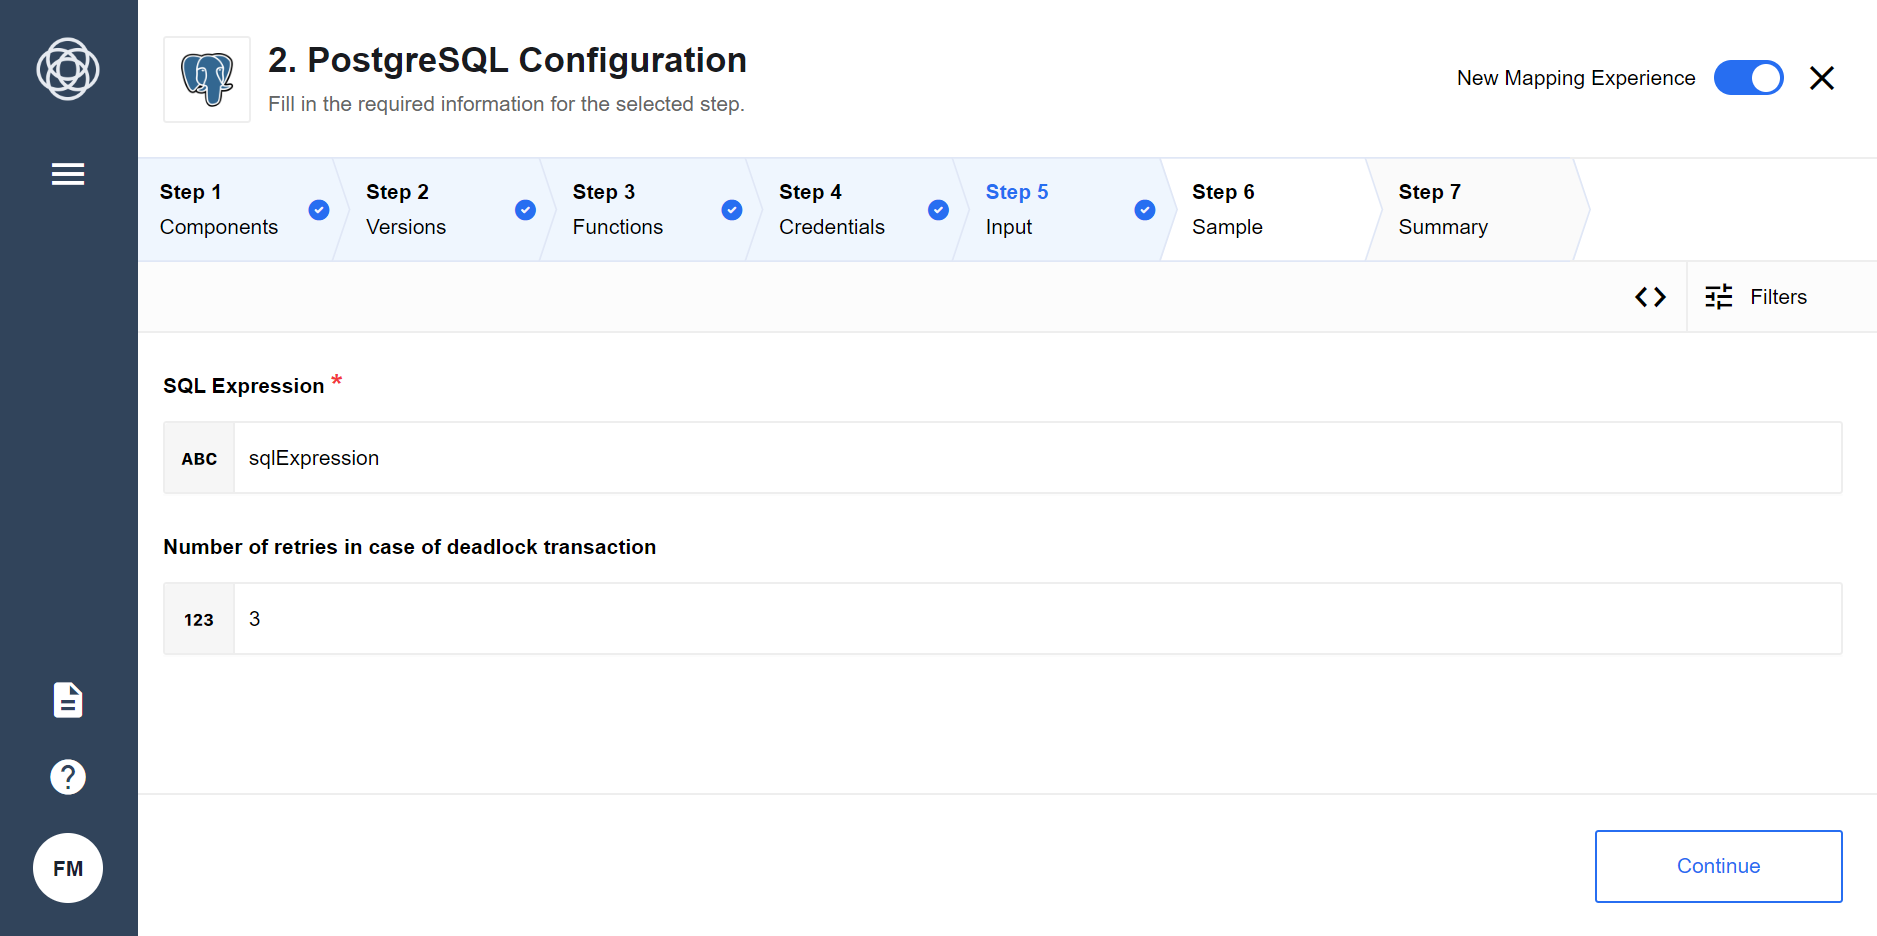 2. PostgreSQL Configuration
Fill in the required information for the selected step.
New Mapping Experience
Step 1
Components
Step 2
Versions
Step 3
Functions
Step 4
Credentials
Step 5
Input
Step 6
Sample
Step 7
Summary
Filters
SQL Expression *
ABC sqlExpression
Number of retries in case of deadlock transaction
123 3
FM
Continue